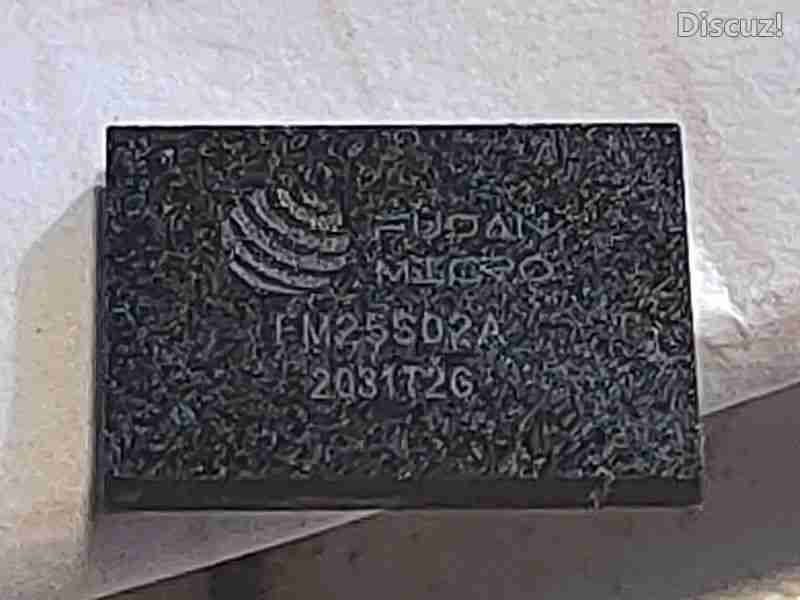 Discuz!
FUDAN
MICRO
FM25S02A
2031T2G